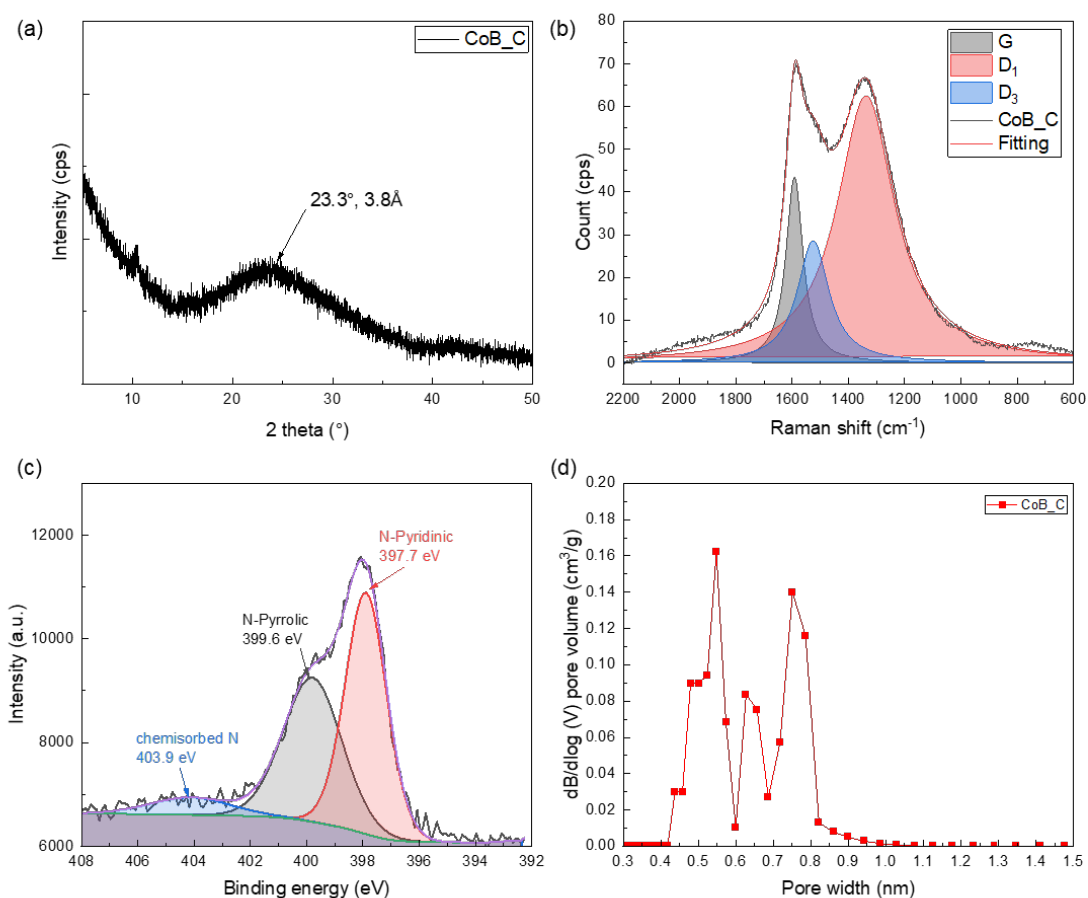 (a)
CoB_C
23.3°, 3.8Å
Intensity (cps)
10
20
30
40
50
2 theta (°)
(b)
G
D₁
D₃
CoB_C
Fitting
Count (cps)
80
70
60
50
40
30
20
10
0
2200
2000
1800
1600
1400
1200
1000
800
600
Raman shift (cm⁻¹)
(c)
N-Pyridinic
397.7 eV
N-Pyrrolic
399.6 eV
chemisorbed N
403.9 eV
Intensity (a.u.)
12000
10000
8000
6000
408
406
404
402
400
398
396
394
392
Binding energy (eV)
(d)
CoB_C
dB/dlog (V) pore volume (cm³/g)
0.20
0.18
0.16
0.14
0.12
0.10
0.08
0.06
0.04
0.02
0.00
0.3
0.4
0.5
0.6
0.7
0.8
0.9
1.0
1.1
1.2
1.3
1.4
1.5
Pore width (nm)